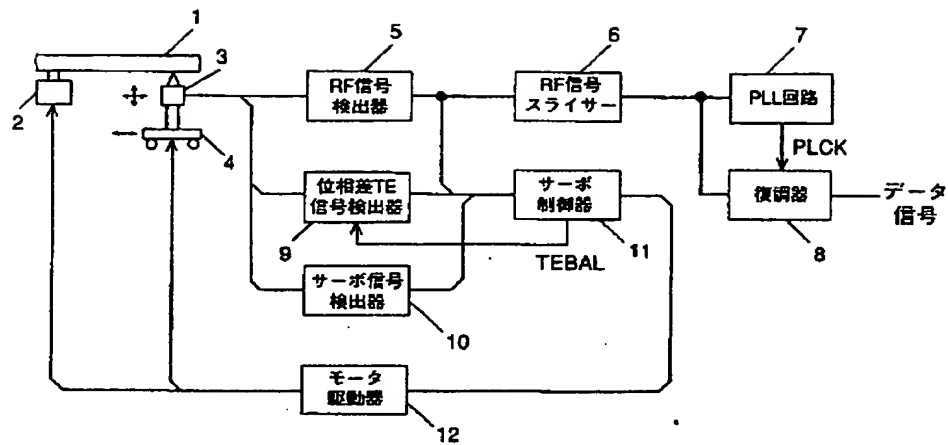 1
2
3
4
5
RF信号
検出器
6
RF信号
スライサー
7
PLL回路
PLCK
復調器
8
データ
信号
位相差TE
信号検出器
9
サーボ
制御器
11
TEBAL
サーボ信号
検出器
10
モータ
駆動器
12